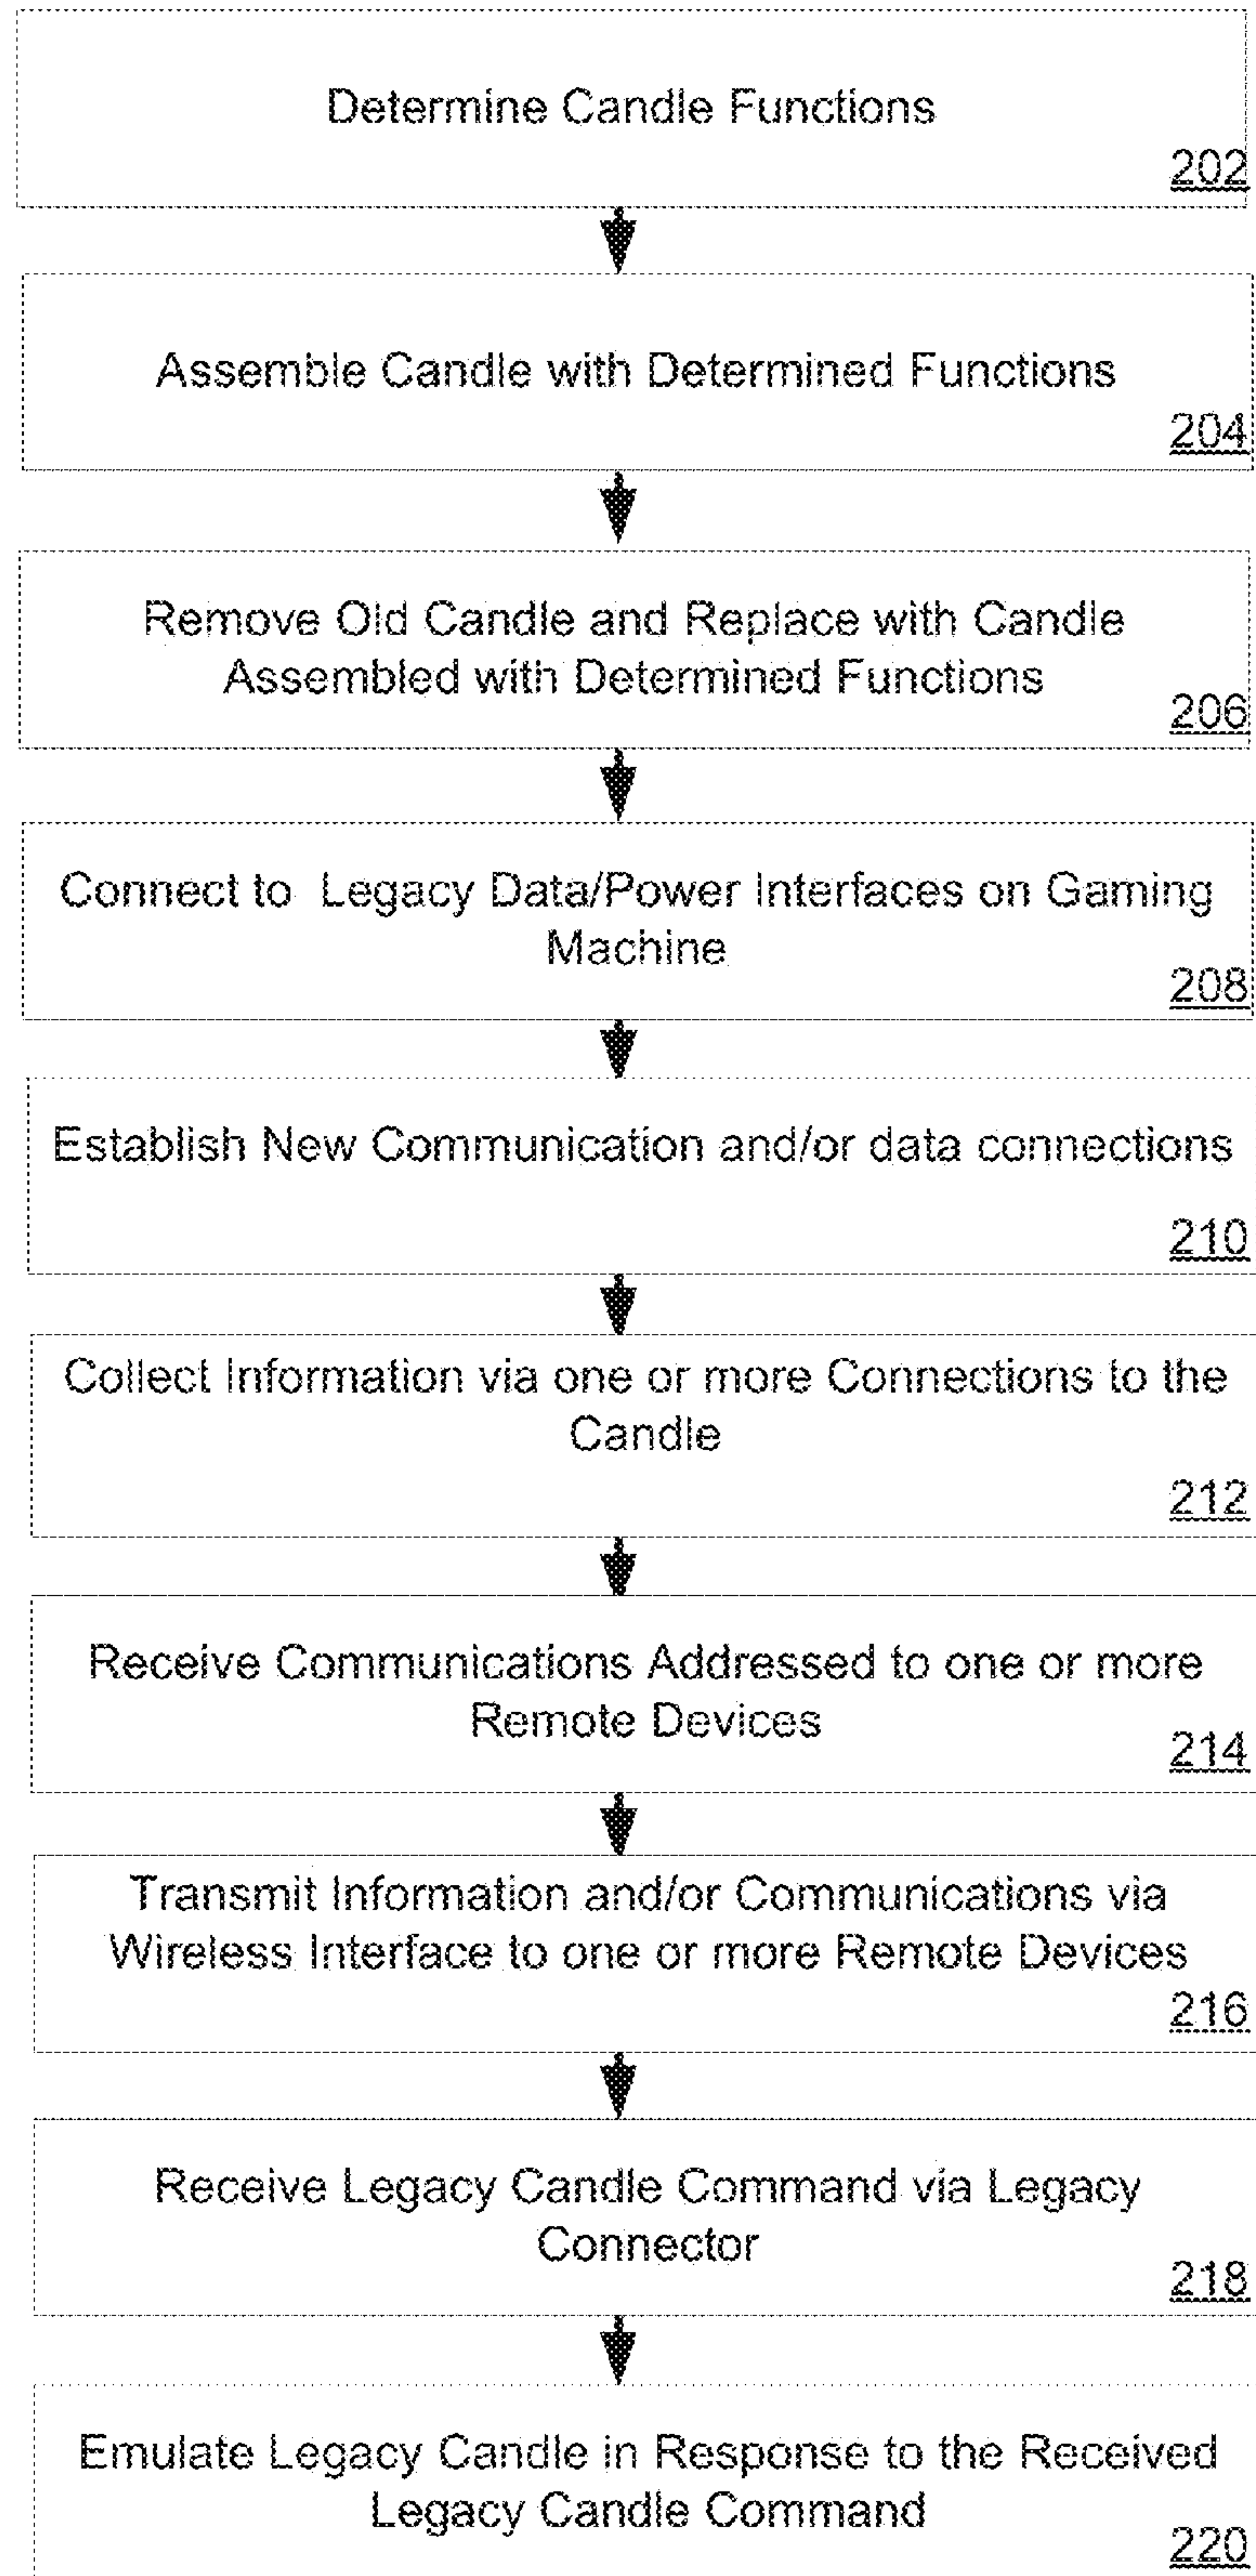 Determine Candle Functions
202
Assemble Candle with Determined Functions
204
Remove Old Candle and Replace with Candle
Assembled with Determined Functions
206
Connect to Legacy Data/Power Interfaces on Gaming
Machine
208
Establish New Communication and/or data connections
210
Collect Information via one or more Connections to the
Candle
212
Receive Communications Addressed to one or more
Remote Devices
214
Transmit Information and/or Communications via
Wireless Interface to one or more Remote Devices
216
Receive Legacy Candle Command via Legacy
Connector
218
Emulate Legacy Candle in Response to the Received
Legacy Candle Command
220